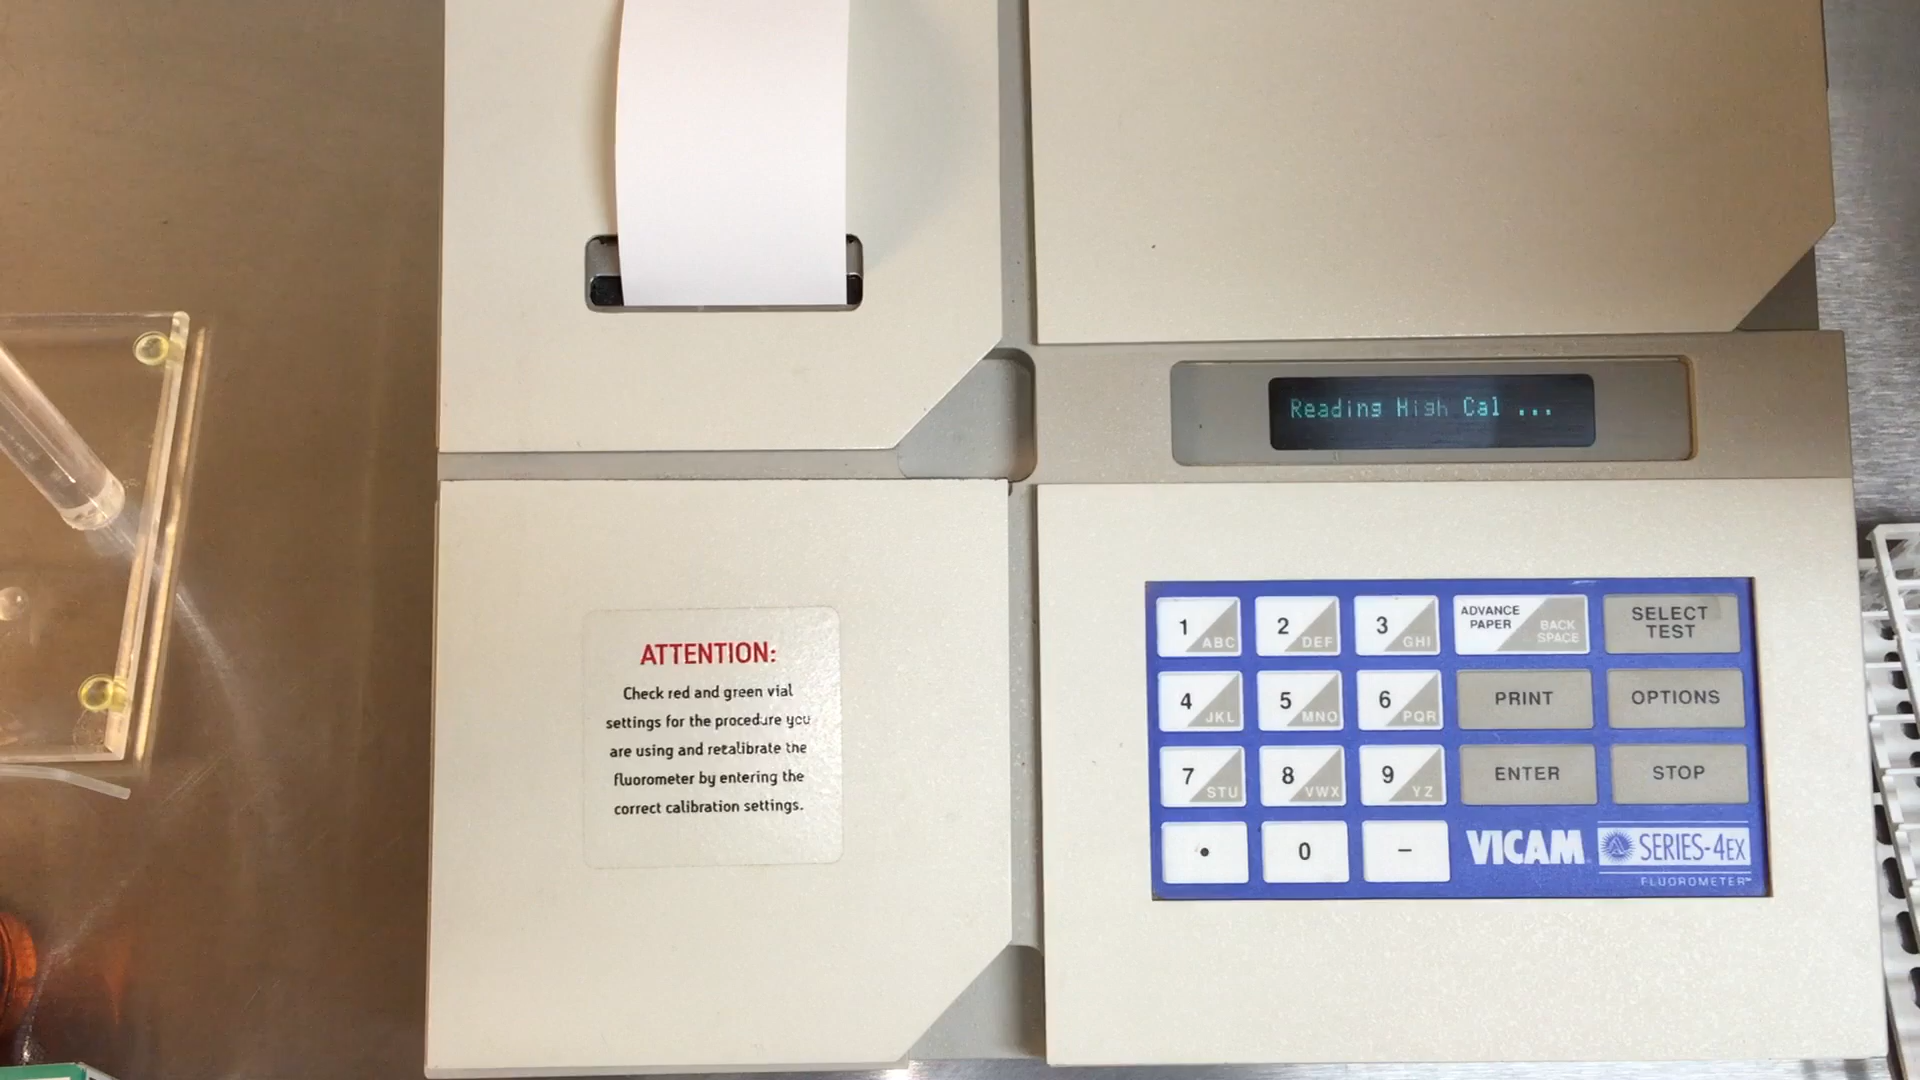 Reading High Cal ...
ATTENTION:
Check red and green vial
settings for the procedure you
are using and recalibrate the
fluorometer by entering the
correct calibration settings.
1 ABC 2 DEF 3 GHI ADVANCE PAPER BACK SPACE SELECT TEST
4 JKL 5 MNO 6 PQR PRINT OPTIONS
7 STU 8 VWX 9 YZ ENTER STOP
• 0 – VICAM SERIES-4EX
FLUOROMETER™